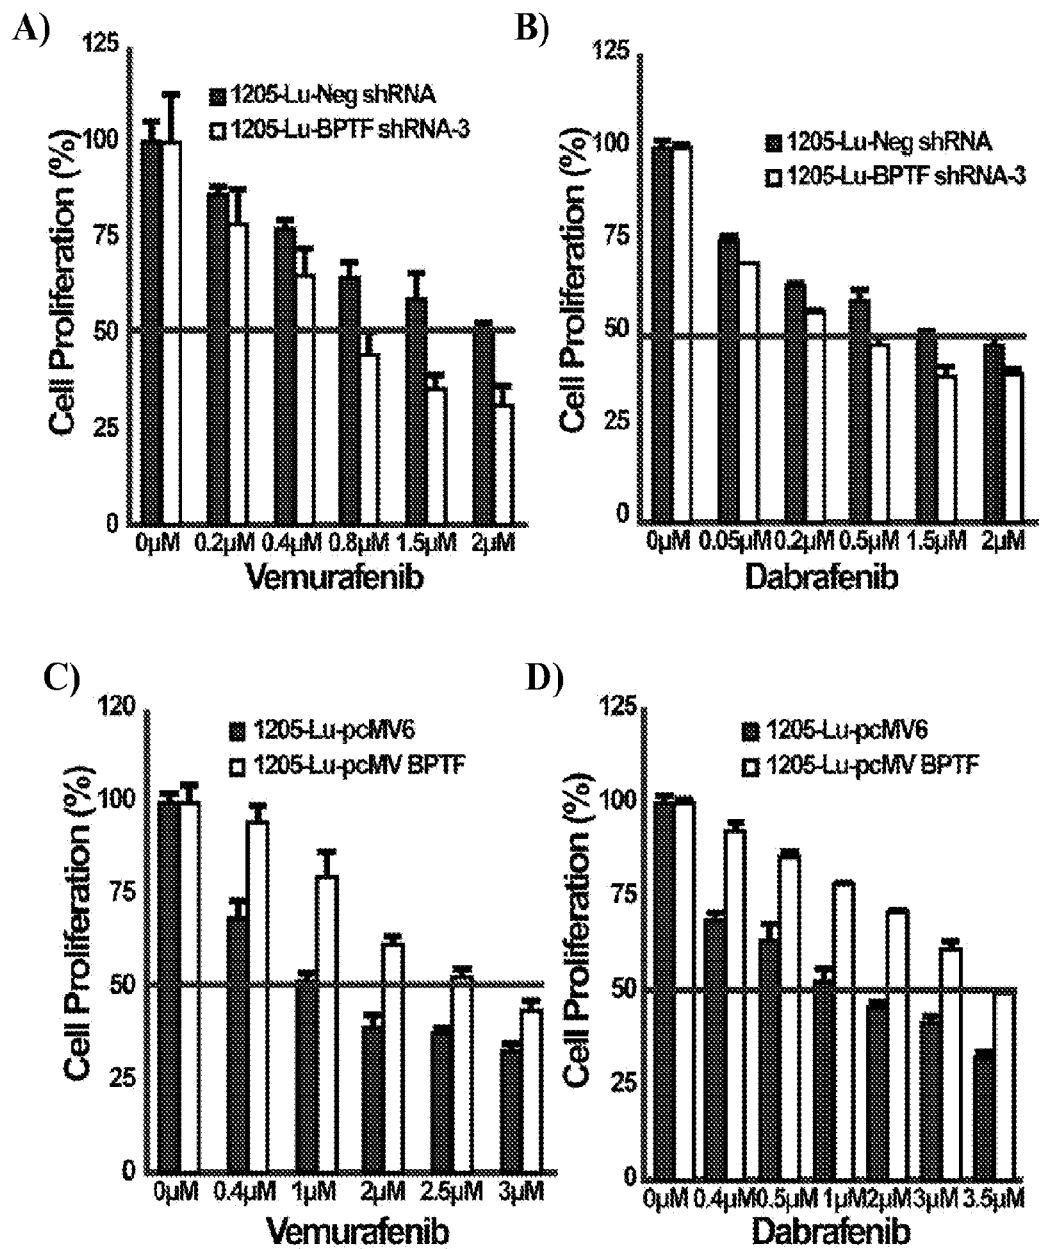 A)
Cell Proliferation (%)
125
100
75
50
25
0
1205-Lu-Neg shRNA
1205-Lu-BPTF shRNA-3
0μM 0.2μM 0.4μM 0.8μM 1.5μM 2μM
Vemurafenib
B)
Cell Proliferation (%)
125
100
75
50
25
0
1205-Lu-Neg shRNA
1205-Lu-BPTF shRNA-3
0μM 0.05μM 0.2μM 0.5μM 1.5μM 2μM
Dabrafenib
C)
Cell Proliferation (%)
120
100
75
50
25
0
1205-Lu-pcMV6
1205-Lu-pcMV BPTF
0μM 0.4μM 1μM 2μM 2.5μM 3μM
Vemurafenib
D)
Cell Proliferation (%)
125
100
75
50
25
0
1205-Lu-pcMV6
1205-Lu-pcMV BPTF
0μM 0.4μM 0.5μM 1μM 2μM 3μM 3.5μM
Dabrafenib